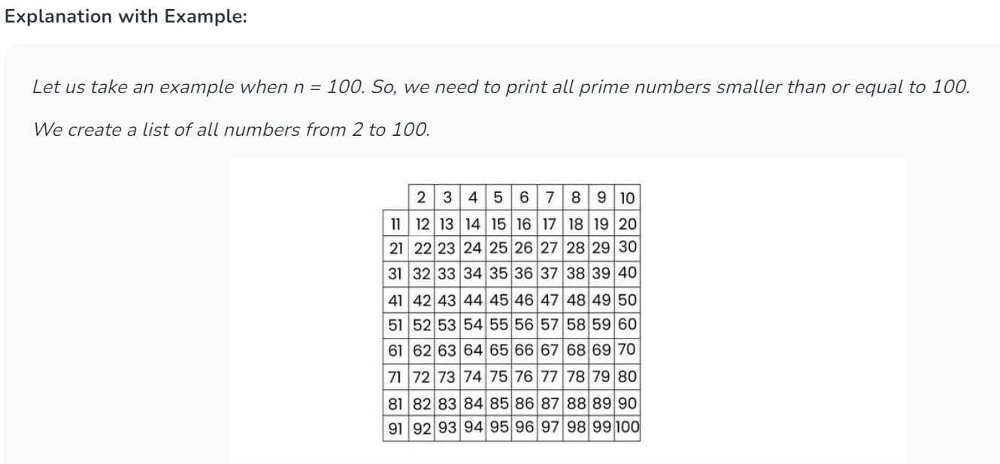 Explanation with Example:
Let us take an example when n = 100. So, we need to print all prime numbers smaller than or equal to 100.
We create a list of all numbers from 2 to 100.
2 3 4 5 6 7 8 9 10
11 12 13 14 15 16 17 18 19 20
21 22 23 24 25 26 27 28 29 30
31 32 33 34 35 36 37 38 39 40
41 42 43 44 45 46 47 48 49 50
51 52 53 54 55 56 57 58 59 60
61 62 63 64 65 66 67 68 69 70
71 72 73 74 75 76 77 78 79 80
81 82 83 84 85 86 87 88 89 90
91 92 93 94 95 96 97 98 99 100